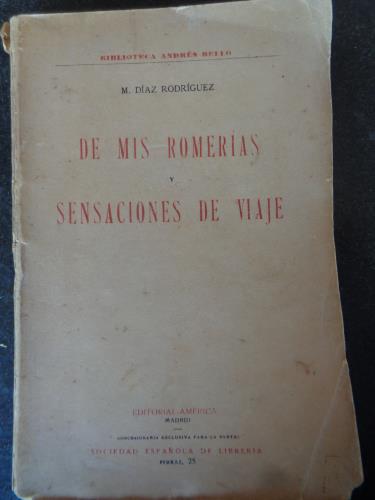 BIBLIOTECA ANDRÉS BELLO
M. DÍAZ RODRÍGUEZ
DE MIS ROMERÍAS
Y
SENSACIONES DE VIAJE
EDITORIAL-AMÉRICA
MADRID
CONCESIONARIA EXCLUSIVA PARA LA VENTA:
SOCIEDAD ESPAÑOLA DE LIBRERÍA
FERRAZ, 25